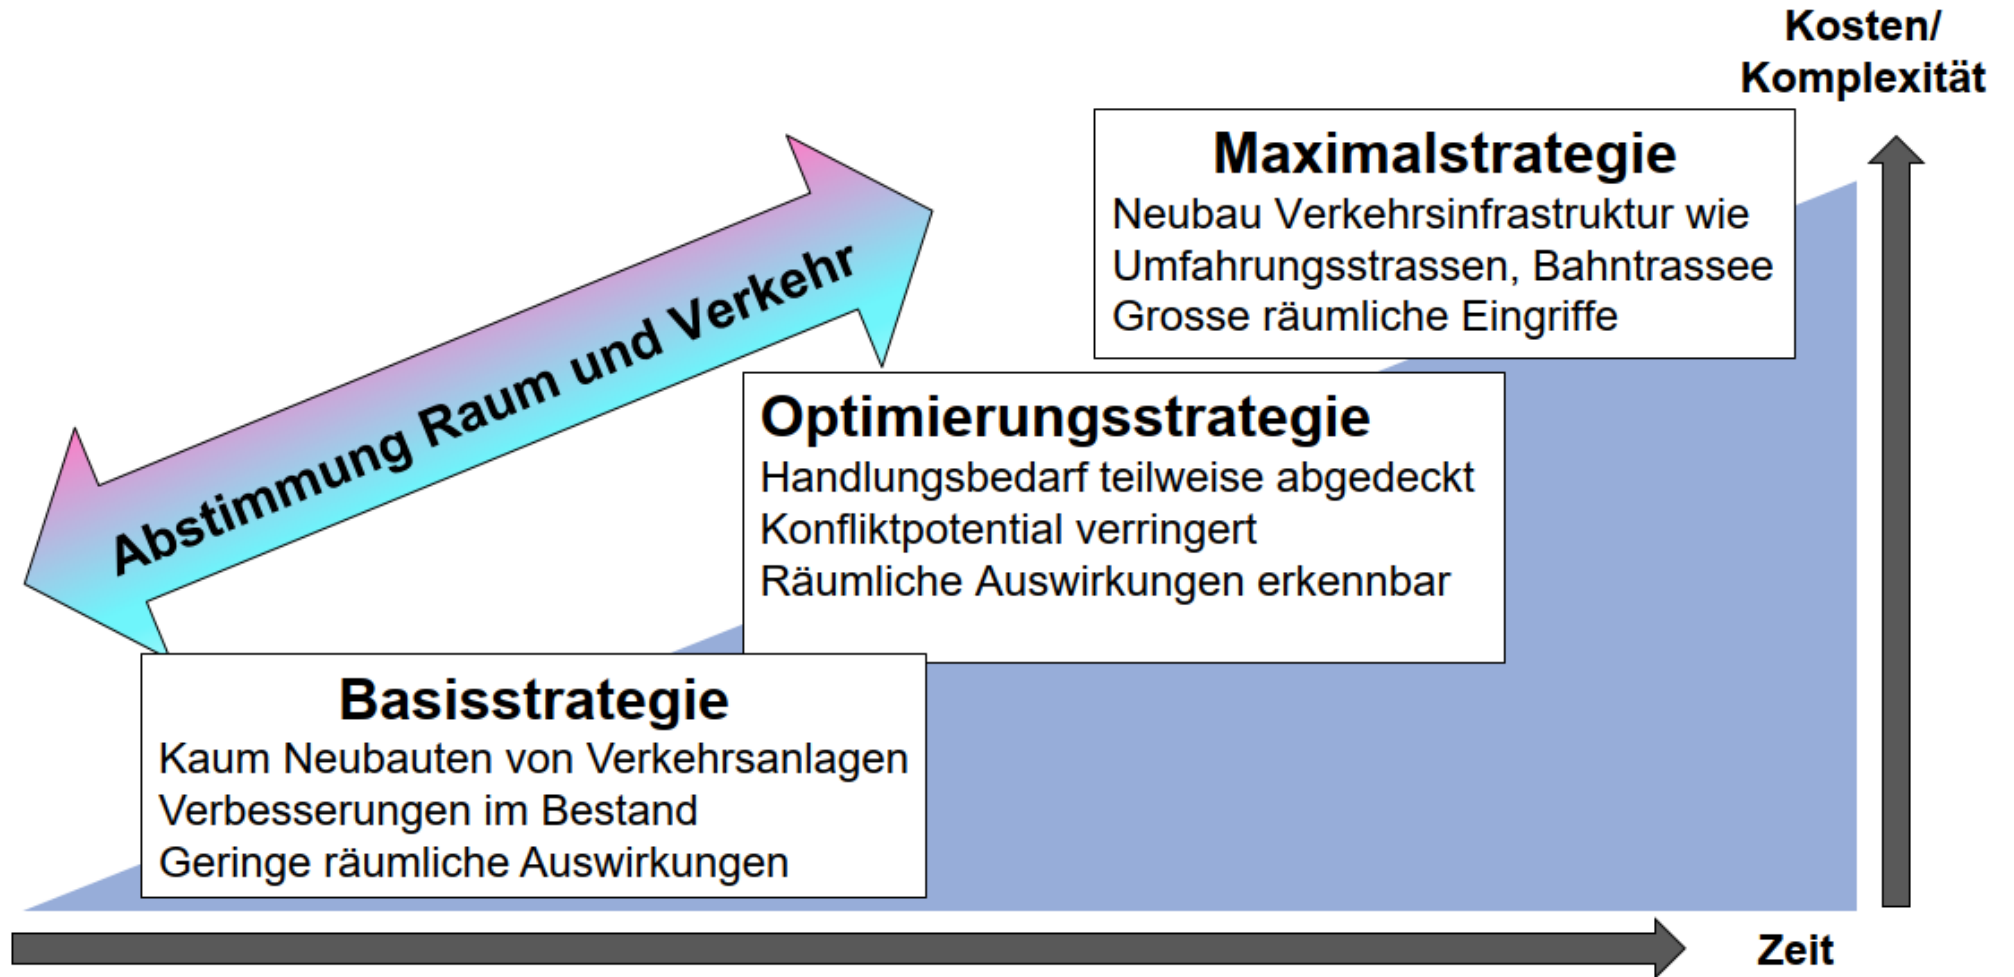 Kosten/
Komplexität
Maximalstrategie
Neubau Verkehrsinfrastruktur wie
Umfahrungsstrassen, Bahntrassee
Grosse räumliche Eingriffe
Abstimmung Raum und Verkehr
Optimierungsstrategie
Handlungsbedarf teilweise abgedeckt
Konfliktpotential verringert
Räumliche Auswirkungen erkennbar
Basisstrategie
Kaum Neubauten von Verkehrsanlagen
Verbesserungen im Bestand
Geringe räumliche Auswirkungen
Zeit